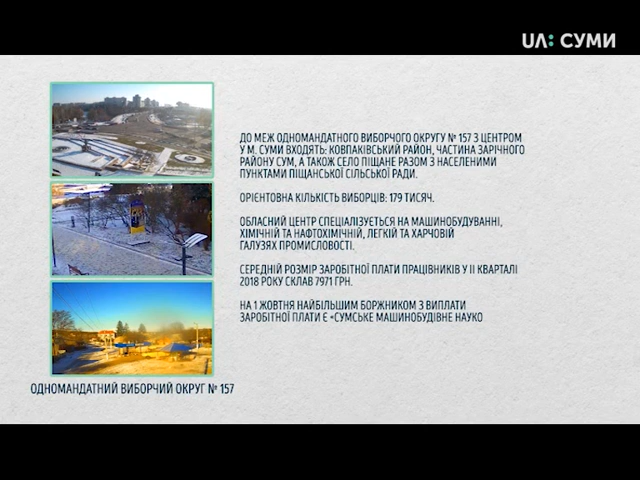 UA: СУМИ
ДО МЕЖ ОДНОМАНДАТНОГО ВИБОРЧОГО ОКРУГУ № 157 З ЦЕНТРОМ
У М. СУМИ ВХОДЯТЬ: КОВПАКІВСЬКИЙ РАЙОН, ЧАСТИНА ЗАРІЧНОГО
РАЙОНУ СУМ, А ТАКОЖ СЕЛО ПІЩАНЕ РАЗОМ З НАСЕЛЕНИМИ
ПУНКТАМИ ПІЩАНСЬКОЇ СІЛЬСЬКОЇ РАДИ.
ОРІЄНТОВНА КІЛЬКІСТЬ ВИБОРЦІВ: 179 ТИСЯЧ.
ОБЛАСНИЙ ЦЕНТР СПЕЦІАЛІЗУЄТЬСЯ НА МАШИНОБУДУВАННІ,
ХІМІЧНІЙ ТА НАФТОХІМІЧНІЙ, ЛЕГКІЙ ТА ХАРЧОВІЙ
ГАЛУЗЯХ ПРОМИСЛОВОСТІ.
СЕРЕДНІЙ РОЗМІР ЗАРОБІТНОЇ ПЛАТИ ПРАЦІВНИКІВ У ІІ КВАРТАЛІ
2018 РОКУ СКЛАВ 7971 ГРН.
НА 1 ЖОВТНЯ НАЙБІЛЬШИМ БОРЖНИКОМ З ВИПЛАТИ
ЗАРОБІТНОЇ ПЛАТИ Є «СУМСЬКЕ МАШИНОБУДІВНЕ НАУКО
ОДНОМАНДАТНИЙ ВИБОРЧИЙ ОКРУГ № 157